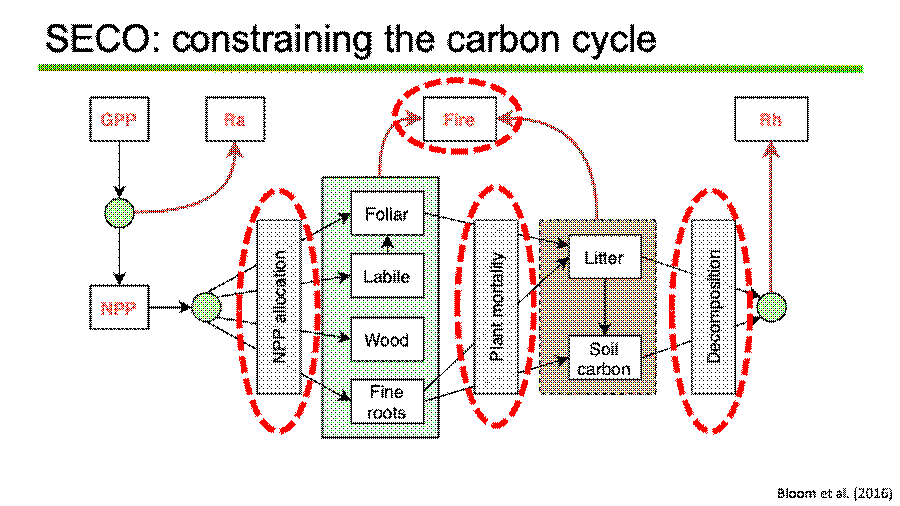 SECO: constraining the carbon cycle
GPP
Ra
Fire
Rh
NPP
NPP allocation
Foliar
Labile
Wood
Fine
roots
Plant mortality
Litter
Soil
carbon
Decomposition
Bloom et al. (2016)